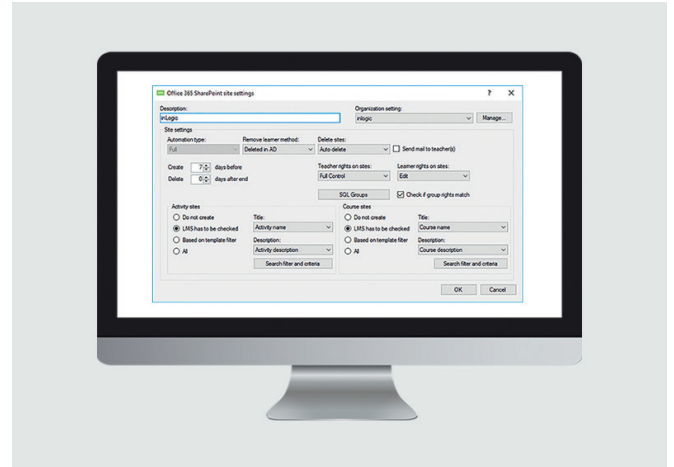 Office 365 SharePoint site settings ? X
Description: Organization setting:
inLogic inlogic Manage...
Site settings
Automation type: Remove learner method: Delete sites:
Full Deleted in AD Auto delete Send mail to teacher(s)
Create 7 days before Teacher rights on sites: Learner rights on sites:
Delete 0 days after end Full Control Edit
SQL Groups Check if group rights match
Activity sites Course sites
Do not create Title: Do not create Title:
LMS has to be checked Activity name LMS has to be checked Course name
Based on template filter Description: Based on template filter Description:
All Activity description All Course description
Search filter and criteria Search filter and criteria
OK Cancel